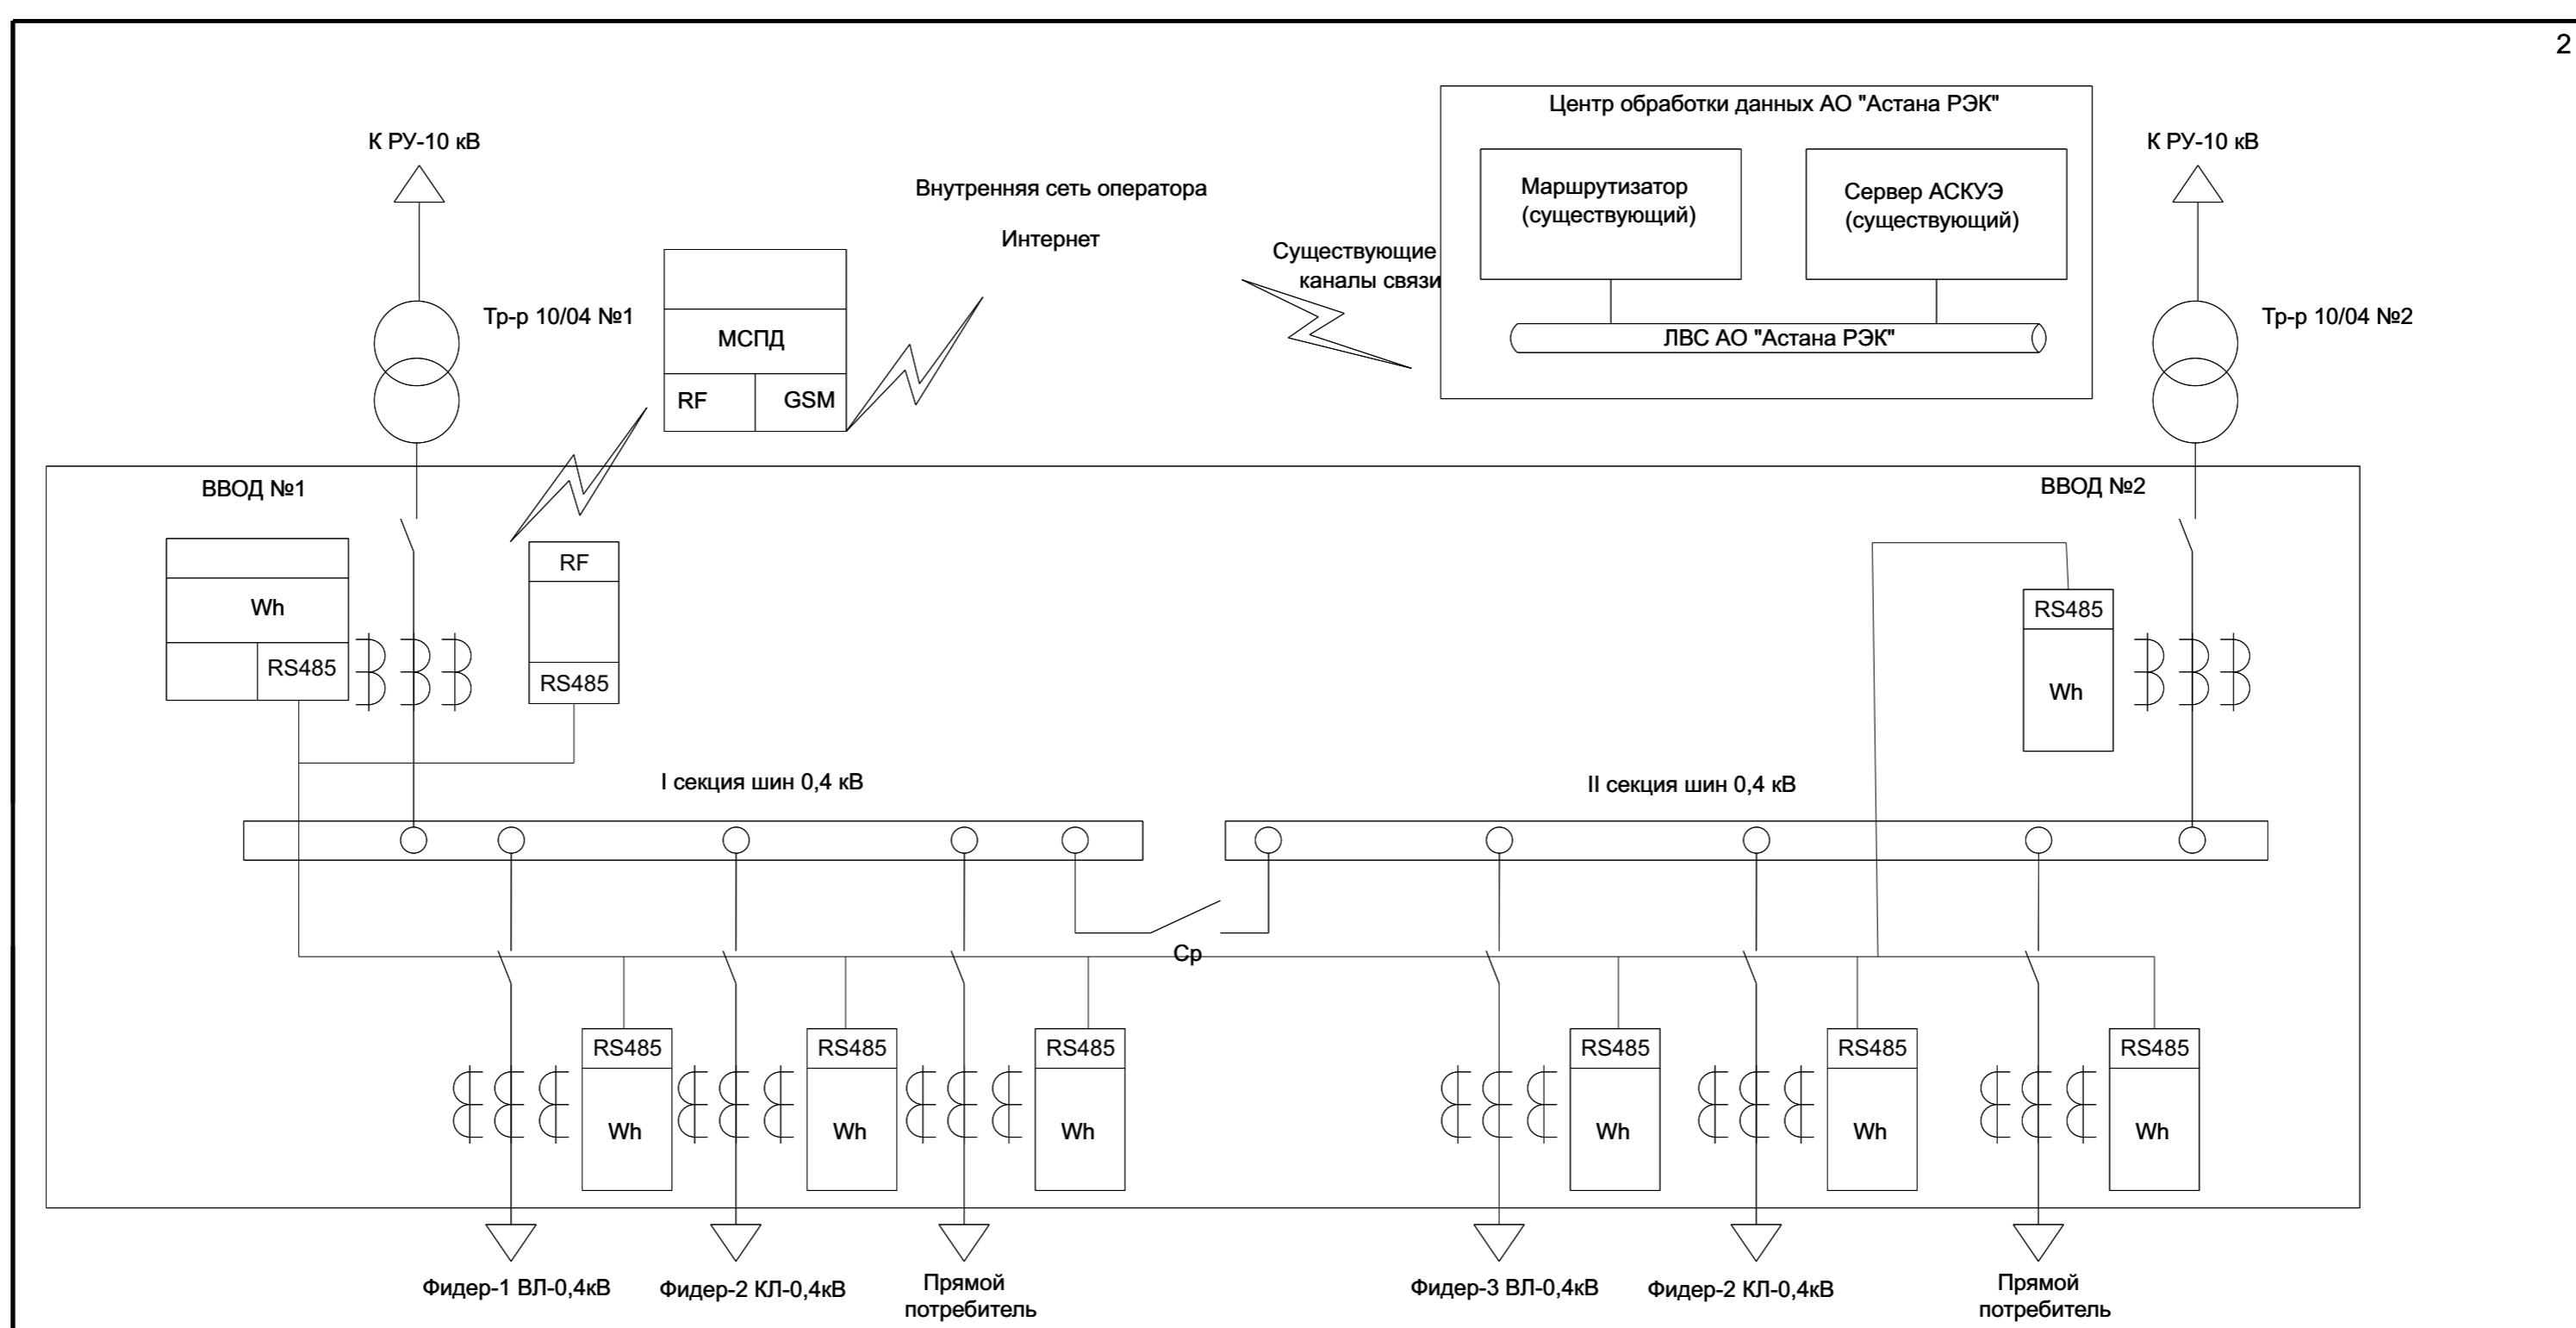 2
Центр обработки данных АО "Астана РЭК"
К РУ-10 кВ
К РУ-10 кВ
Внутренняя сеть оператора
Интернет
Маршрутизатор
(существующий)
Сервер АСКУЭ
(существующий)
Существующие
каналы связи
Тр-р 10/04 №1
МСПД
RF
GSM
ЛВС АО "Астана РЭК"
Тр-р 10/04 №2
ВВОД №1
ВВОД №2
Wh
RS485
RF
RS485
RS485
Wh
I секция шин 0,4 кВ
II секция шин 0,4 кВ
Ср
RS485
Wh
RS485
Wh
RS485
Wh
RS485
Wh
RS485
Wh
RS485
Wh
Фидер-1 ВЛ-0,4кВ
Фидер-2 КЛ-0,4кВ
Прямой
потребитель
Фидер-3 ВЛ-0,4кВ
Фидер-2 КЛ-0,4кВ
Прямой
потребитель